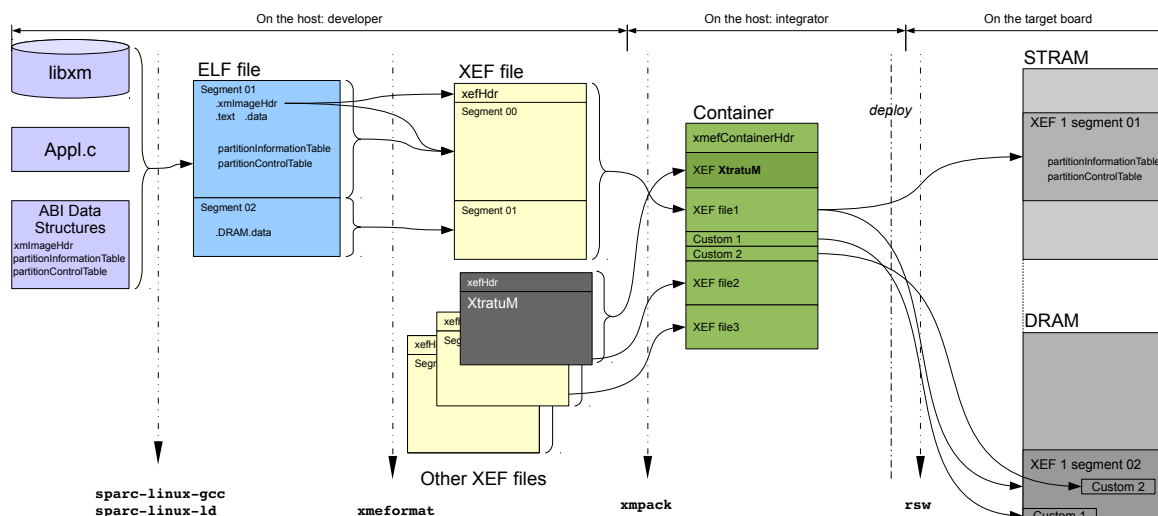 On the host: developer
On the host: integrator
On the target board
libxm
Appl.c
ABI Data
Structures
xmImageHdr
partitionInformationTable
partitionControlTable
ELF file
Segment 01
.xmImageHdr
.text .data
partitionInformationTable
partitionControlTable
Segment 02
.DRAM.data
XEF file
xefHdr
Segment 00
Segment 01
xefHdr
XtratuM
xefH
Seg
xefH
Seg
Other XEF files
Container
xmefContainerHdr
XEF XtratuM
XEF file1
Custom 1
Custom 2
XEF file2
XEF file3
deploy
STRAM
XEF 1 segment 01
partitionInformationTable
partitionControlTable
DRAM
XEF 1 segment 02
Custom 2
Custom 1
sparc-linux-gcc
sparc-linux-ld
xmeformat
xmpack
rsw